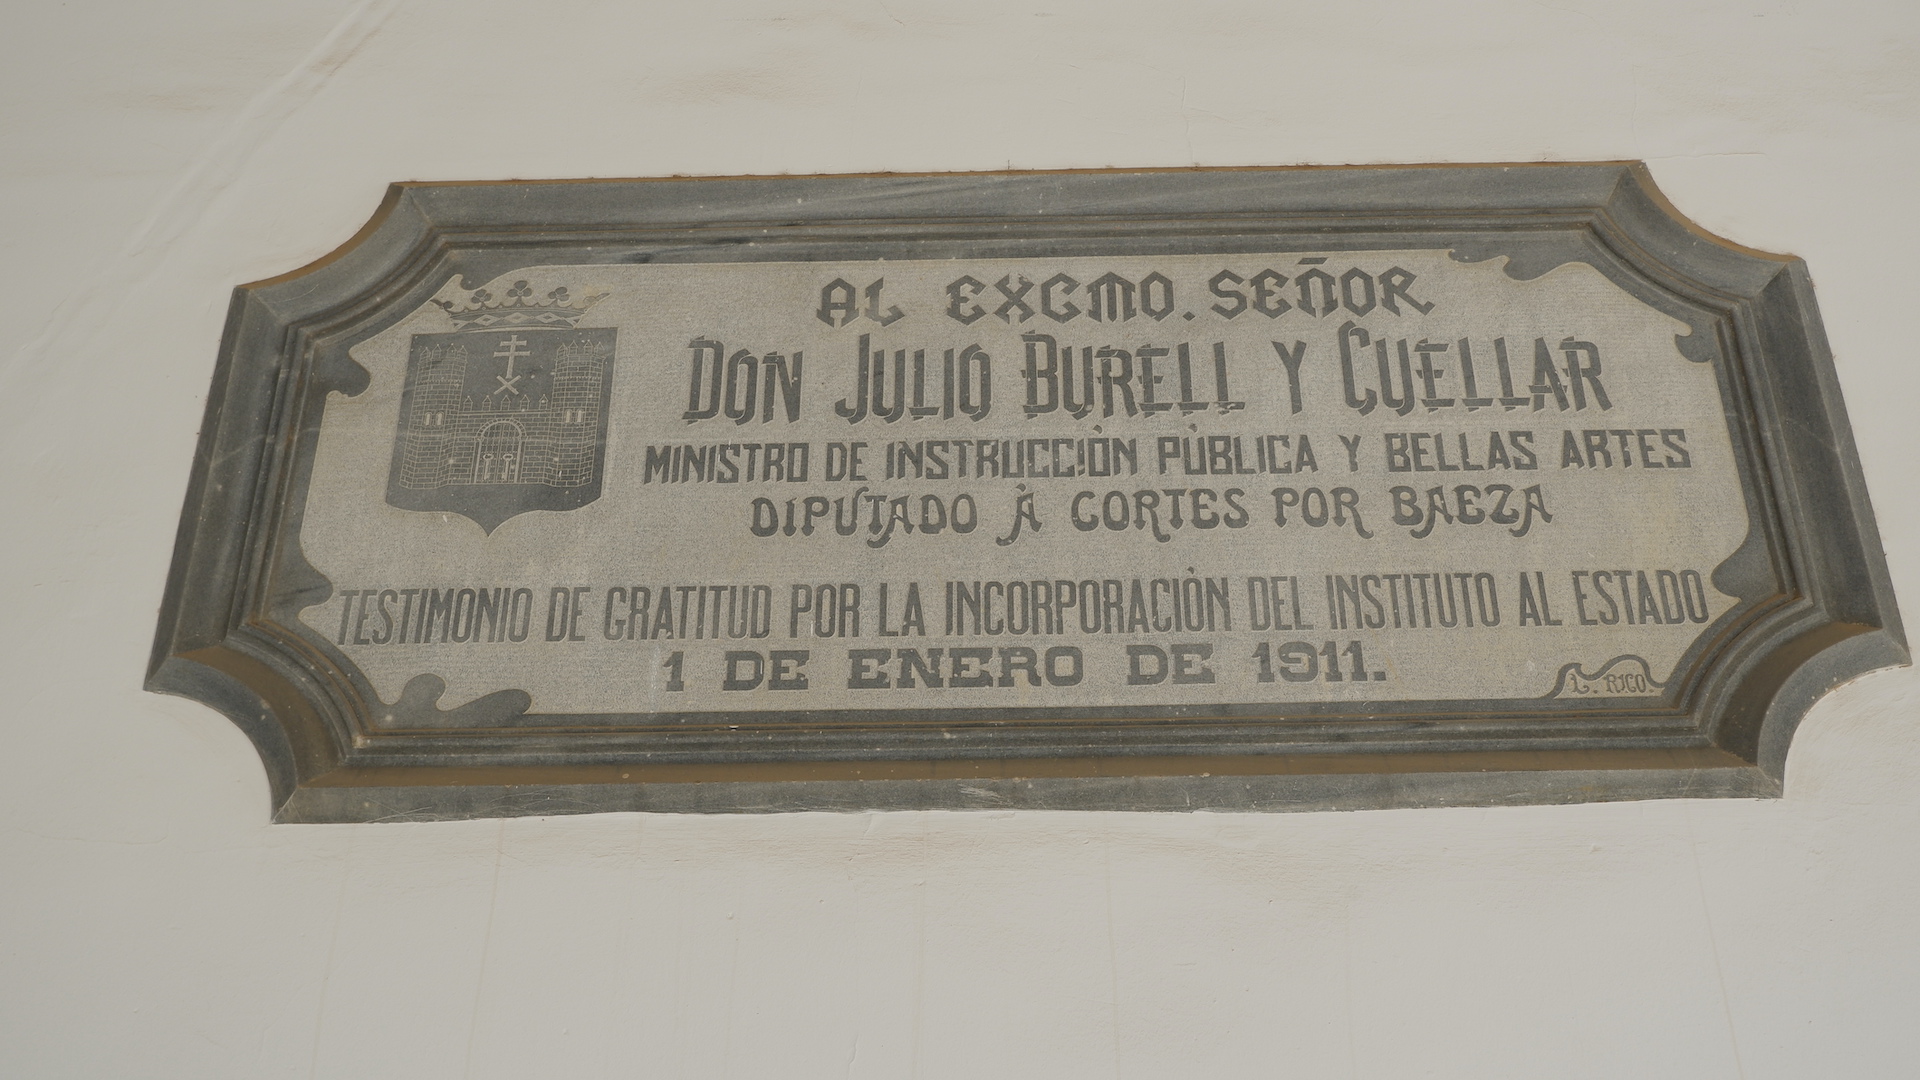 AL EXCMO. SEÑOR
DON JULIO BURELL Y CUELLAR
MINISTRO DE INSTRUCCIÓN PÚBLICA Y BELLAS ARTES
DIPUTADO Á CORTES POR BAEZA
TESTIMONIO DE GRATITUD POR LA INCORPORACIÓN DEL INSTITUTO AL ESTADO
1 DE ENERO DE 1911.
L. RICO.